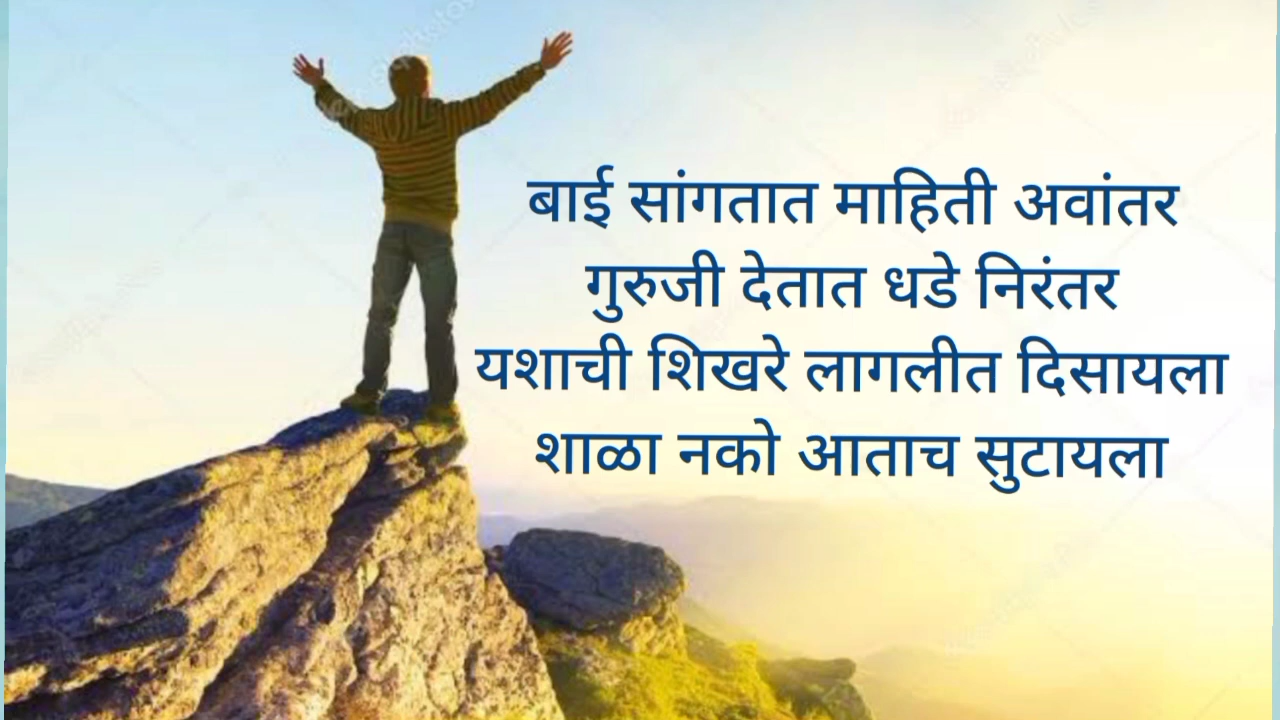 बाई सांगतात माहिती अवांतर
गुरुजी देतात धडे निरंतर
यशाची शिखरे लागलीत दिसायला
शाळा नको आताच सुटायला